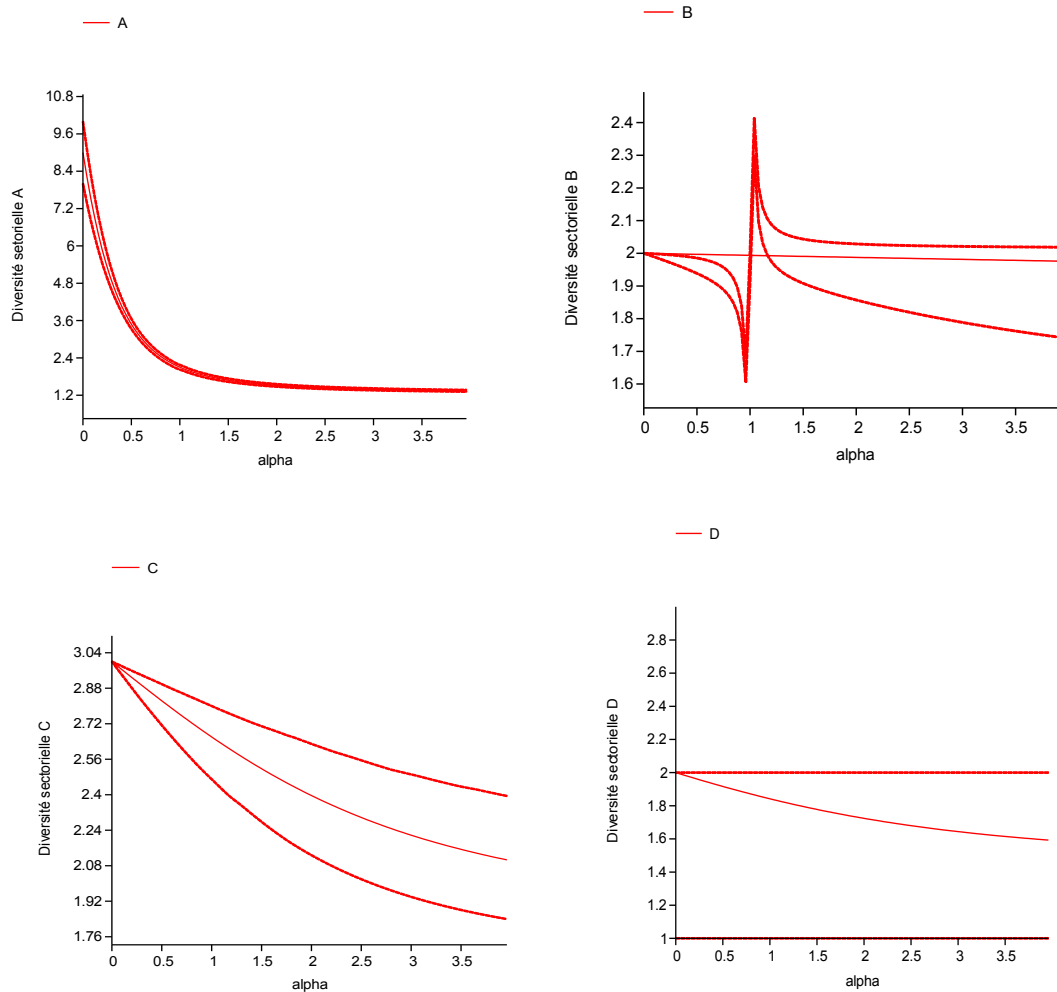 A
Diversité setorielle A
10.8
9.6
8.4
7.2
6
4.8
3.6
2.4
1.2
0 0.5 1 1.5 2 2.5 3 3.5
alpha
B
Diversité sectorielle B
2.4
2.3
2.2
2.1
2
1.9
1.8
1.7
1.6
0 0.5 1 1.5 2 2.5 3 3.5
alpha
C
Diversité sectorielle C
3.04
2.88
2.72
2.56
2.4
2.24
2.08
1.92
1.76
0 0.5 1 1.5 2 2.5 3 3.5
alpha
D
Diversité sectorielle D
2.8
2.6
2.4
2.2
2
1.8
1.6
1.4
1.2
1
0 0.5 1 1.5 2 2.5 3 3.5
alpha